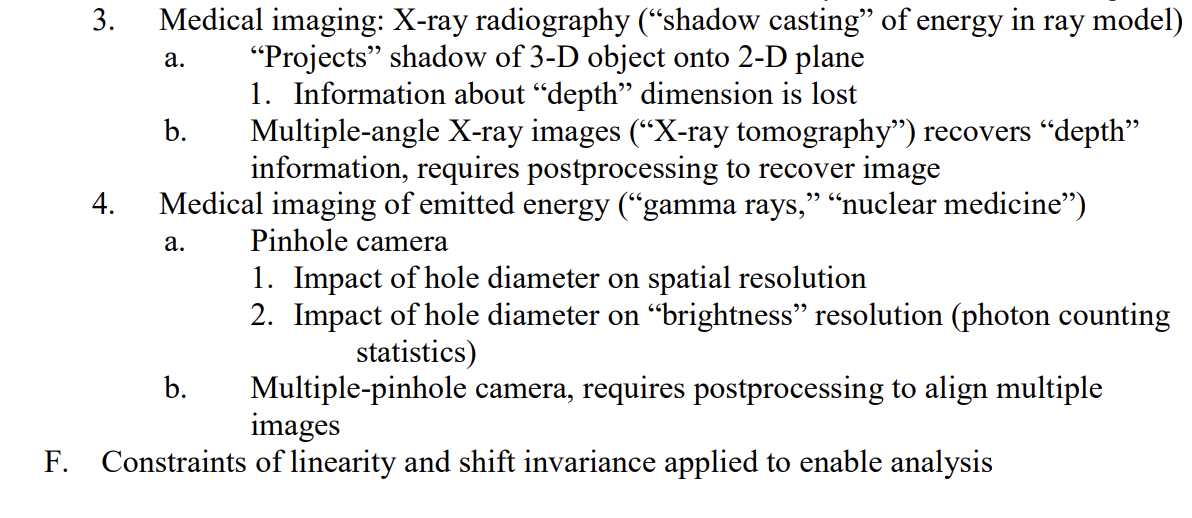 3. Medical imaging: X-ray radiography (“shadow casting” of energy in ray model)
a. “Projects” shadow of 3-D object onto 2-D plane
1. Information about “depth” dimension is lost
b. Multiple-angle X-ray images (“X-ray tomography”) recovers “depth”
information, requires postprocessing to recover image
4. Medical imaging of emitted energy (“gamma rays,” “nuclear medicine”)
a. Pinhole camera
1. Impact of hole diameter on spatial resolution
2. Impact of hole diameter on “brightness” resolution (photon counting
statistics)
b. Multiple-pinhole camera, requires postprocessing to align multiple
images
F. Constraints of linearity and shift invariance applied to enable analysis